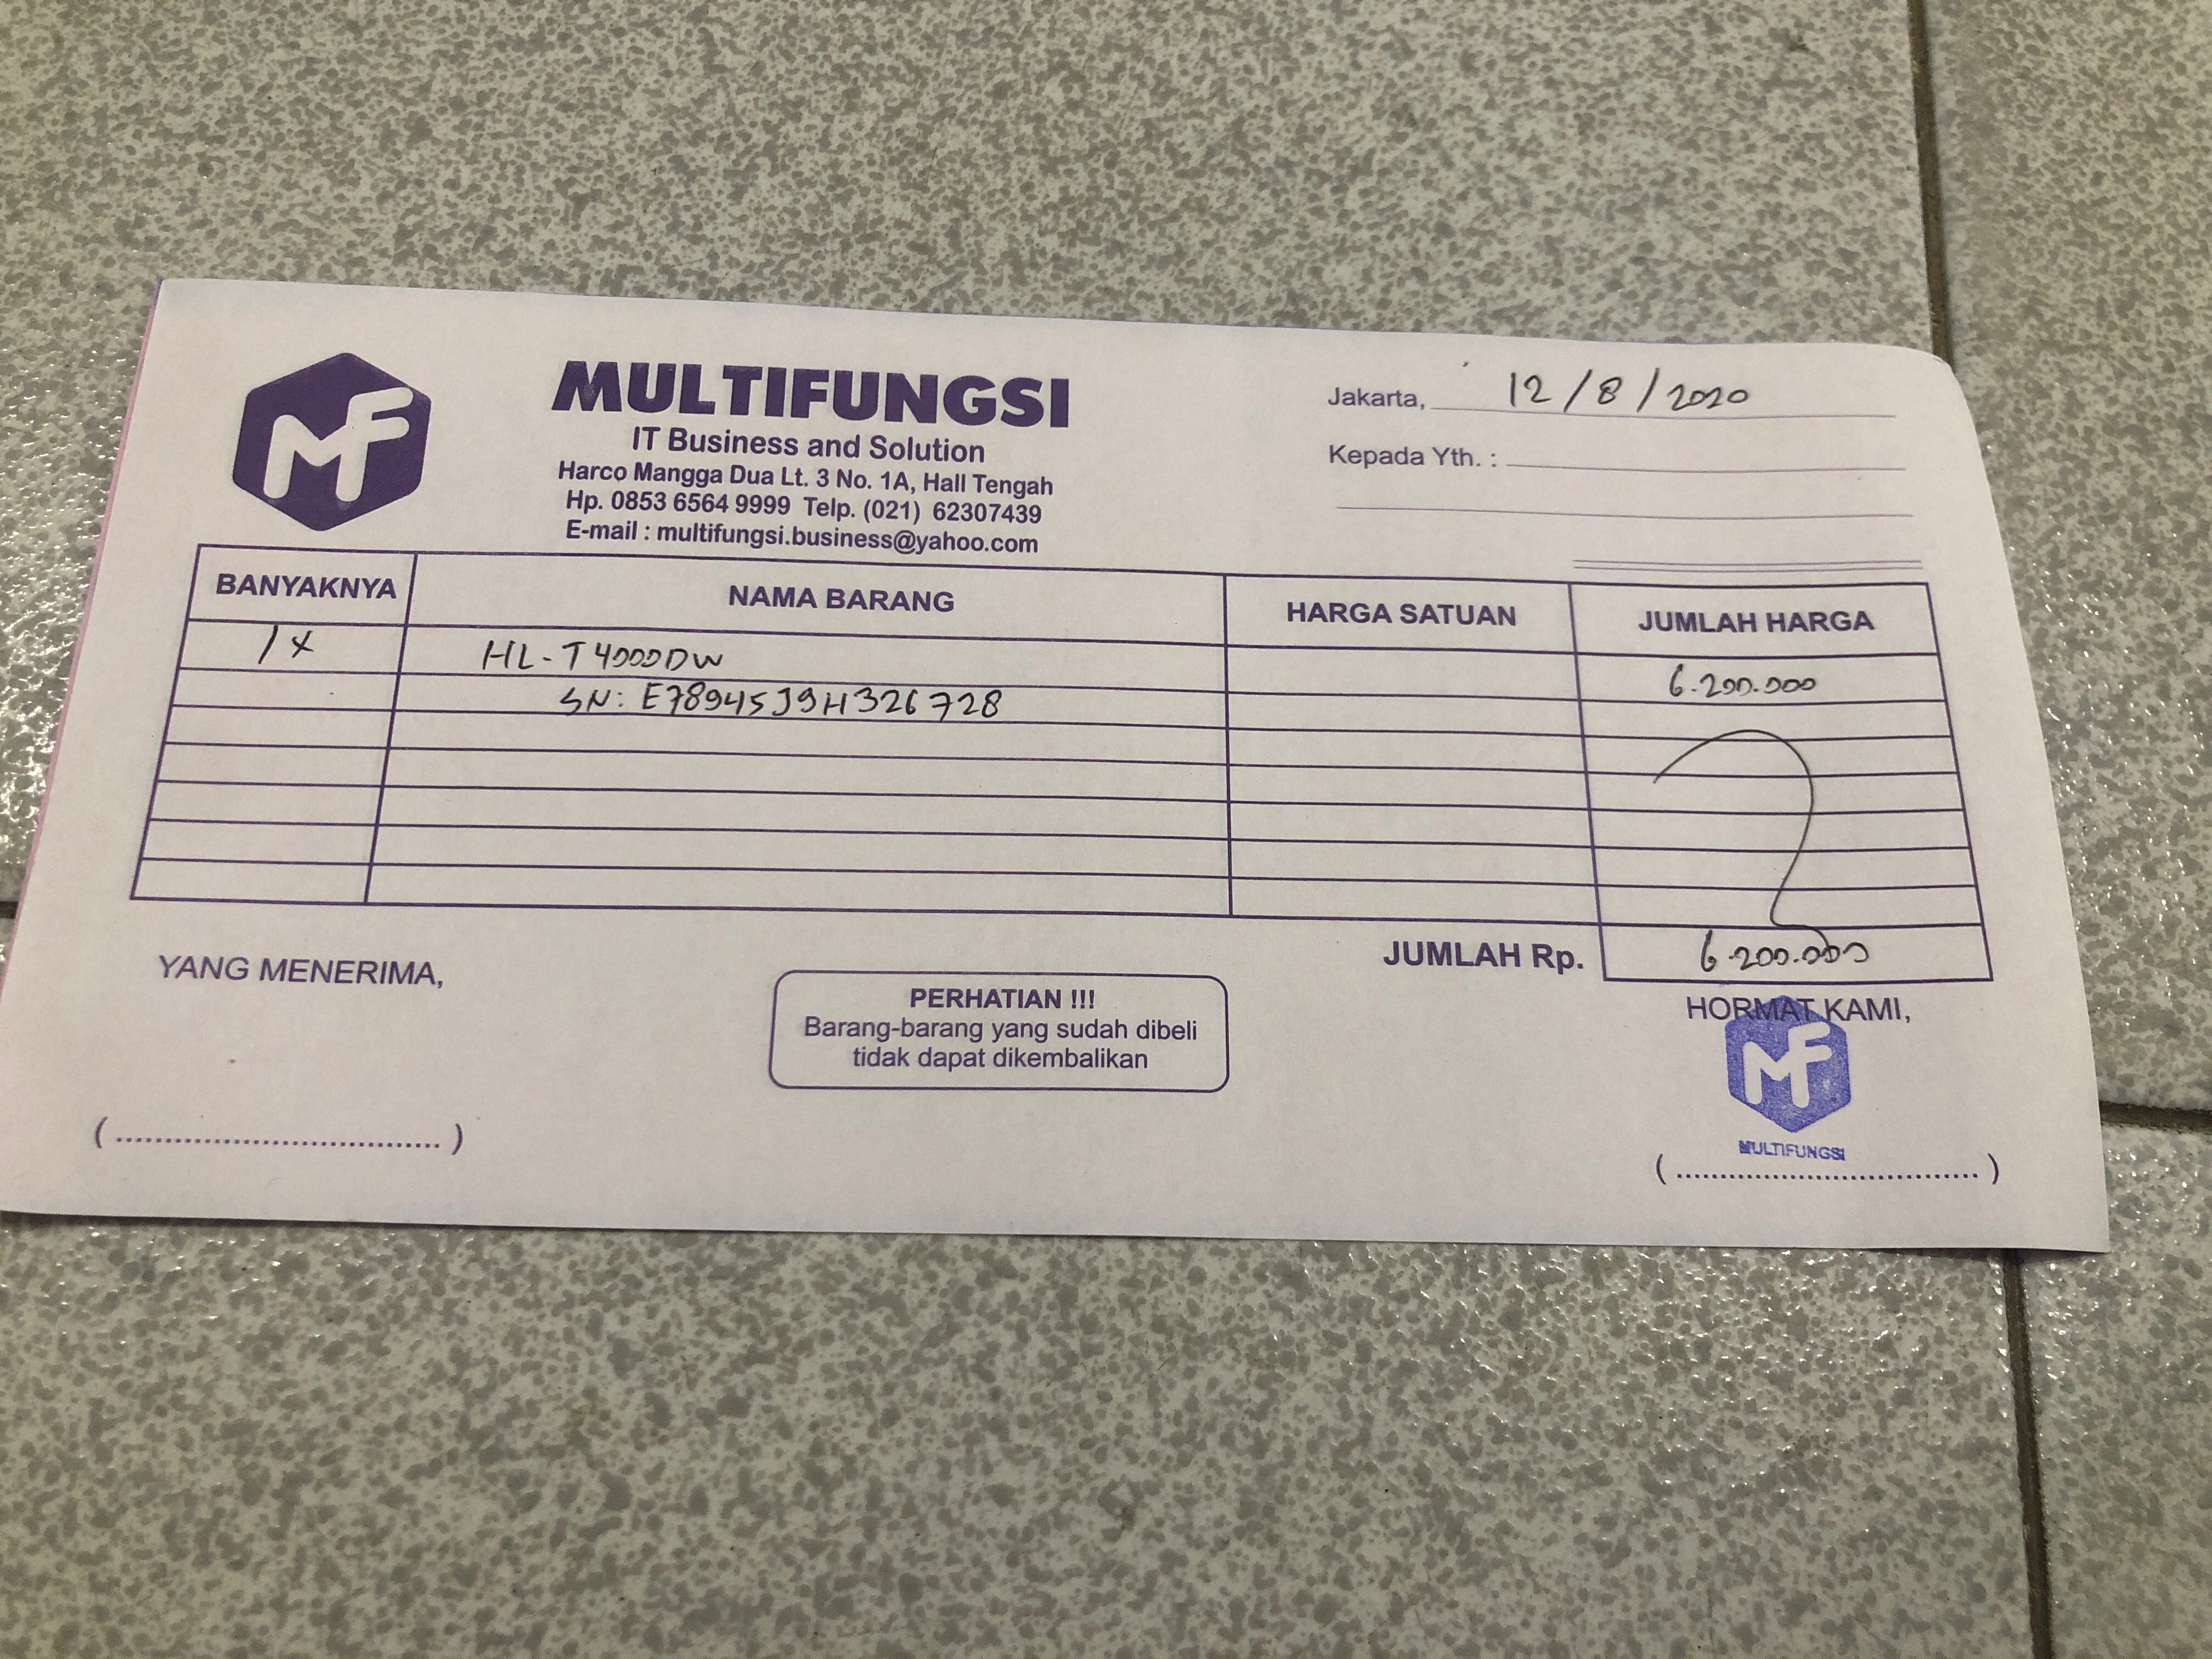 MF
MULTIFUNGSI
IT Business and Solution
Harco Mangga Dua Lt. 3 No. 1A, Hall Tengah
Hp. 0853 6564 9999 Telp. (021) 62307439
E-mail : multifungsi.business@yahoo.com
Jakarta, 12/8/2020
Kepada Yth. :
BANYAKNYA NAMA BARANG HARGA SATUAN JUMLAH HARGA
1x HL-T4000DW 6.200.000
SN: E78945J9H326728
JUMLAH Rp. 6.200.000
YANG MENERIMA,
PERHATIAN !!!
Barang-barang yang sudah dibeli
tidak dapat dikembalikan
HORMAT KAMI,
MF
MULTIFUNGSI
(.................................)
(.................................)